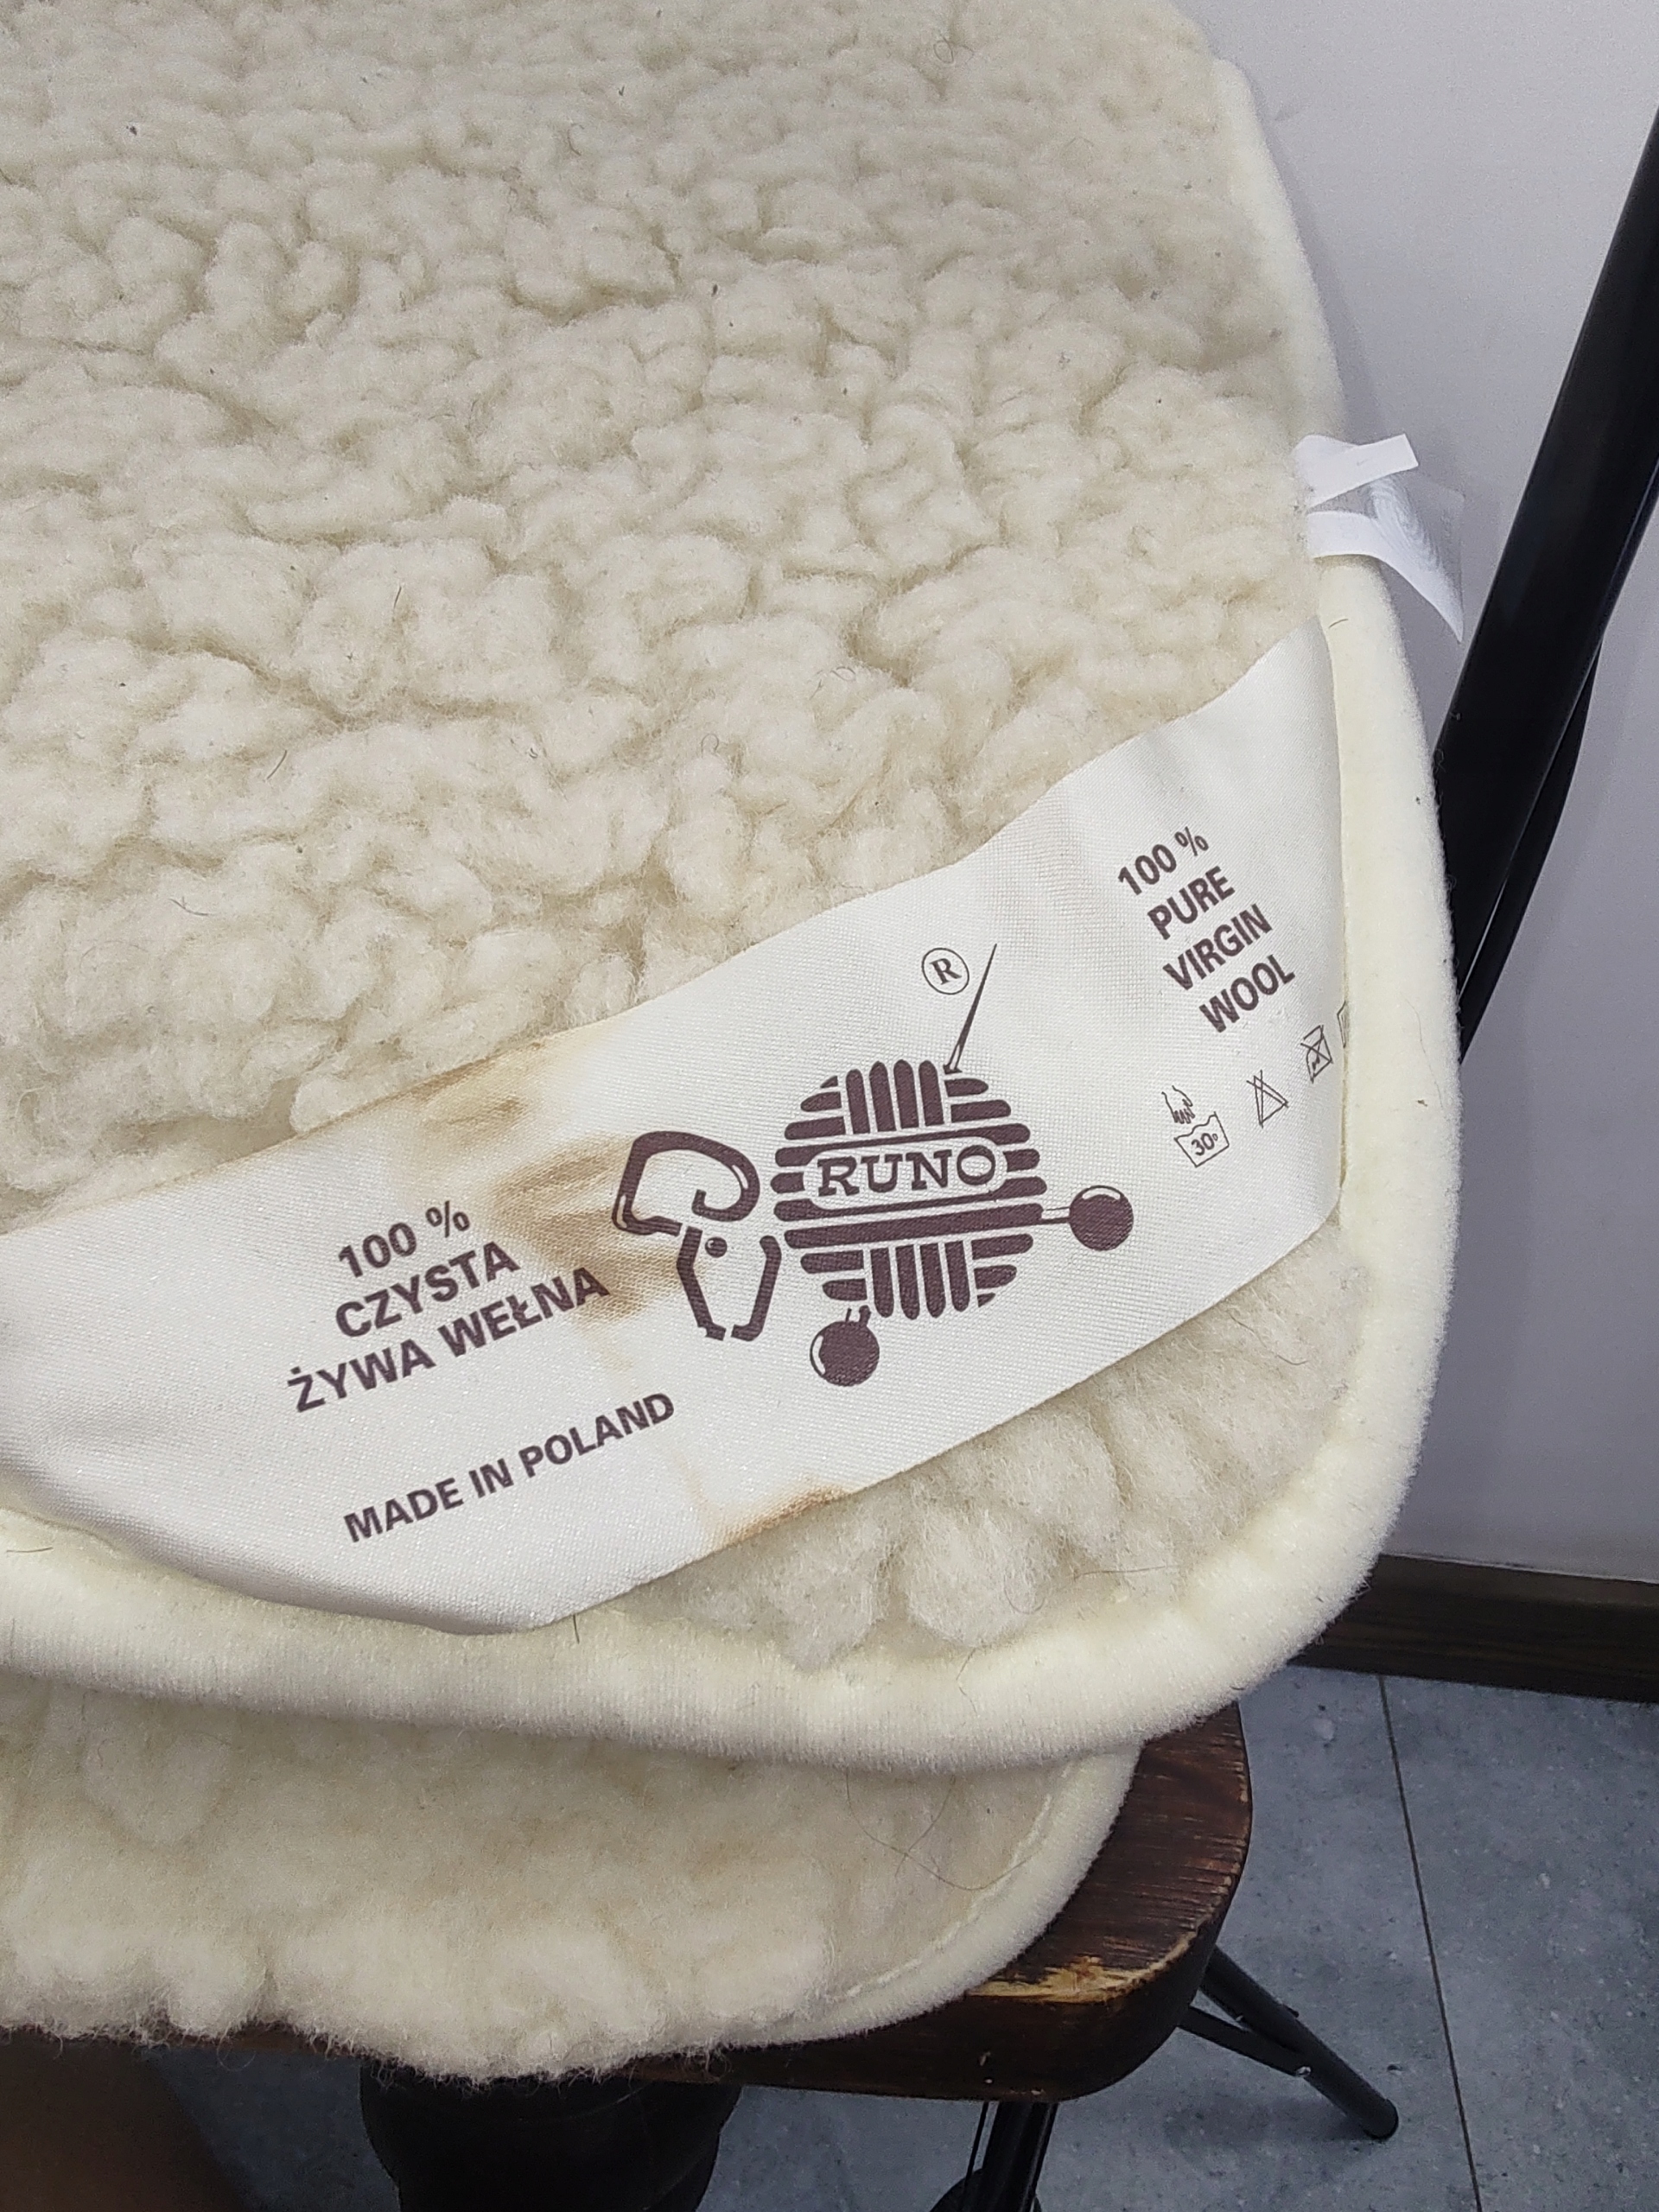 100 %
CZYSTA
ŻYWA WEŁNA
MADE IN POLAND
®
RUNO
100 %
PURE
VIRGIN
WOOL
30°